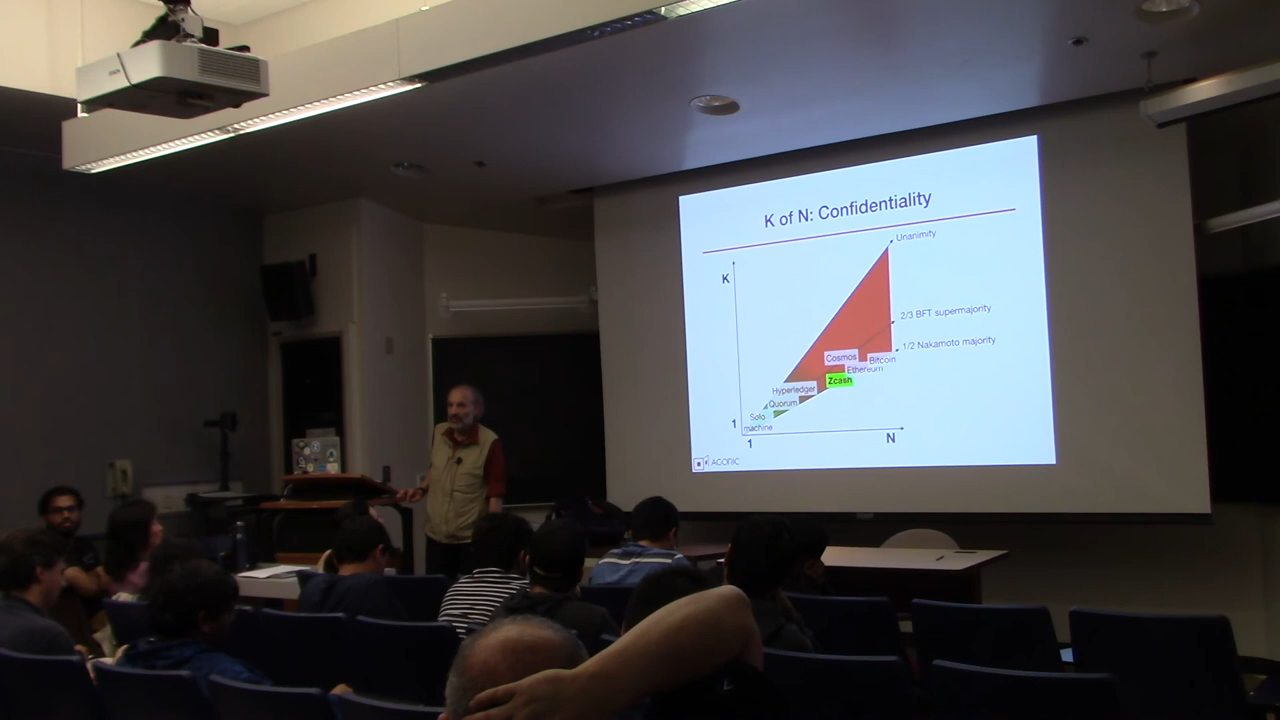 K of N: Confidentiality
Unanimity
K
2/3 BFT supermajority
1/2 Nakamoto majority
Cosmos
Bitcoin
Ethereum
Zcash
Hyperledger
Quorum
Solo
machine
1
1
N
AGORIC